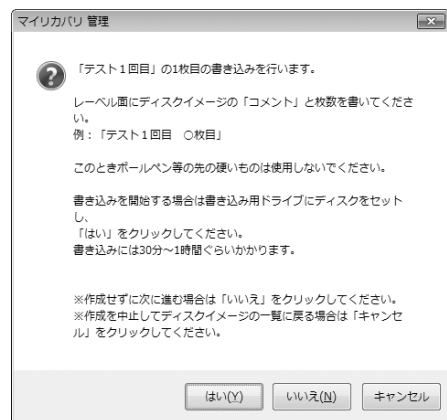 マイリカバリ 管理
「テスト１回目」の1枚目の書き込みを行います。
レーベル面にディスクイメージの「コメント」と枚数を書いてくださ
い。
例：「テスト１回目　○枚目」
このときボールペン等の先の硬いものは使用しないでください。
書き込みを開始する場合は書き込み用ドライブにディスクをセット
し、
「はい」をクリックしてください。
書き込みには30分～1時間ぐらいかかります。
※作成せずに次に進む場合は「いいえ」をクリックしてください。
※作成を中止してディスクイメージの一覧に戻る場合は「キャンセ
ル」をクリックしてください。
はい(Y)　いいえ(N)　キャンセル